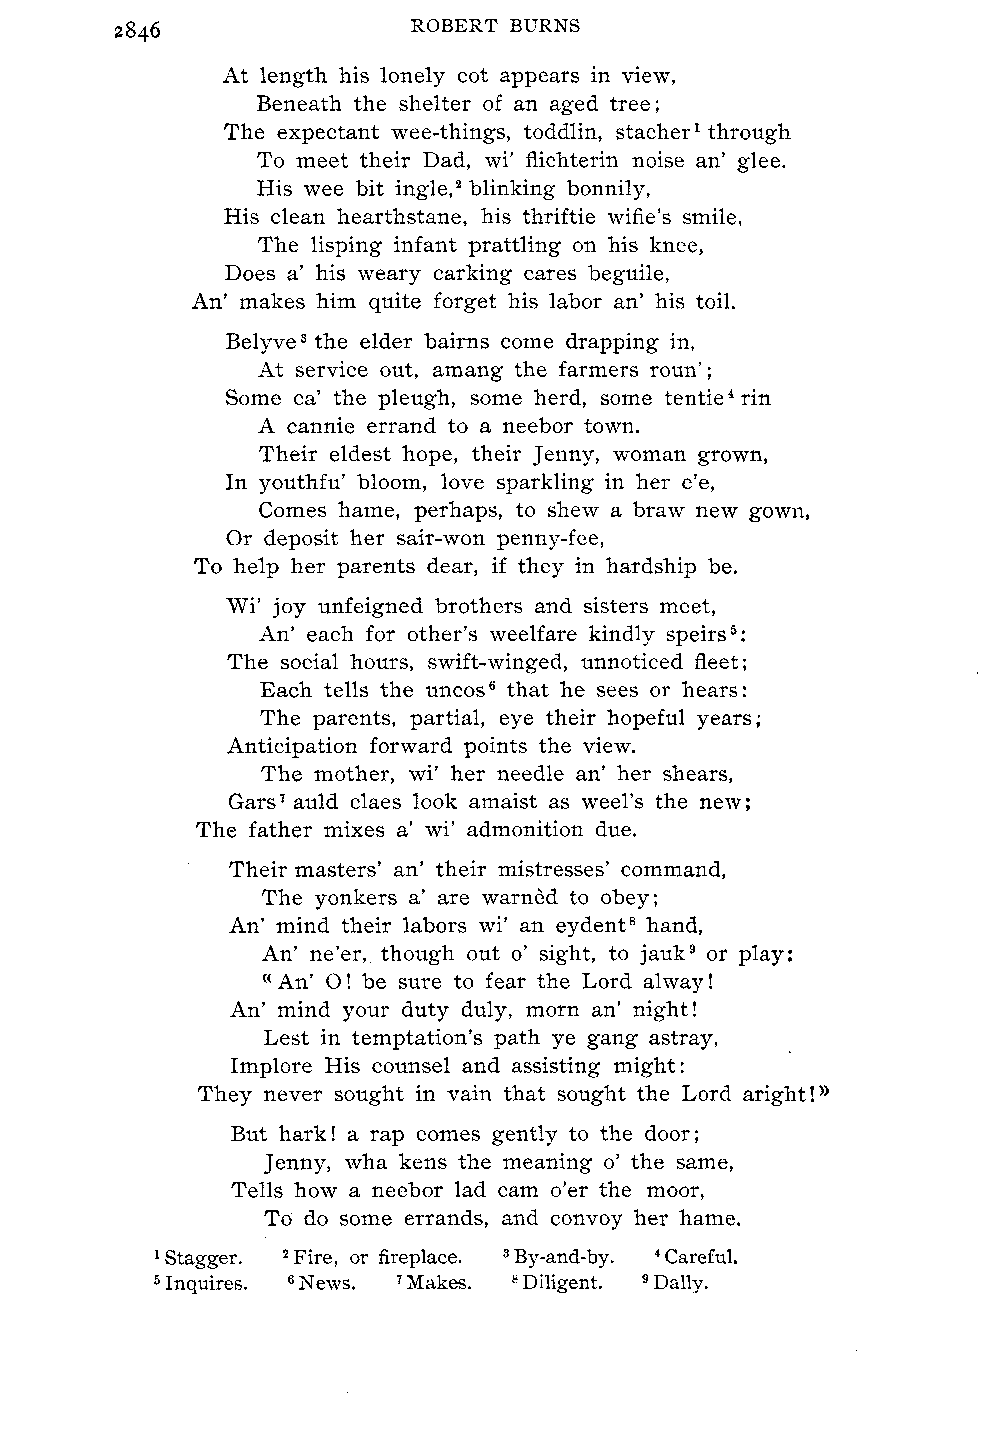 2846
ROBERT BURNS
At length his lonely cot appears in view,
Beneath the shelter of an aged tree;
The expectant wee-things, toddlin, stacher¹ through
To meet their Dad, wi' flichterin noise an' glee.
His wee bit ingle,² blinking bonnily,
His clean hearthstane, his thriftie wifie's smile,
The lisping infant prattling on his knee,
Does a' his weary carking cares beguile,
An' makes him quite forget his labor an' his toil.
Belyve³ the elder bairns come drapping in,
At service out, amang the farmers roun';
Some ca' the pleugh, some herd, some tentie⁴ rin
A cannie errand to a neebor town.
Their eldest hope, their Jenny, woman grown,
In youthfu' bloom, love sparkling in her e'e,
Comes hame, perhaps, to shew a braw new gown,
Or deposit her sair-won penny-fee,
To help her parents dear, if they in hardship be.
Wi' joy unfeigned brothers and sisters meet,
An' each for other's weelfare kindly speirs⁵:
The social hours, swift-winged, unnoticed fleet;
Each tells the uncos⁶ that he sees or hears:
The parents, partial, eye their hopeful years;
Anticipation forward points the view.
The mother, wi' her needle an' her shears,
Gars⁷ auld claes look amaist as weel's the new;
The father mixes a' wi' admonition due.
Their masters' an' their mistresses' command,
The yonkers a' are warnèd to obey;
An' mind their labors wi' an eydent⁸ hand,
An' ne'er, though out o' sight, to jauk⁹ or play:
«An' O! be sure to fear the Lord alway!
An' mind your duty duly, morn an' night!
Lest in temptation's path ye gang astray,
Implore His counsel and assisting might:
They never sought in vain that sought the Lord aright!»
But hark! a rap comes gently to the door;
Jenny, wha kens the meaning o' the same,
Tells how a neebor lad cam o'er the moor,
To do some errands, and convoy her hame.
¹ Stagger. ² Fire, or fireplace. ³ By-and-by. ⁴ Careful.
⁵ Inquires. ⁶ News. ⁷ Makes. ⁸ Diligent. ⁹ Dally.